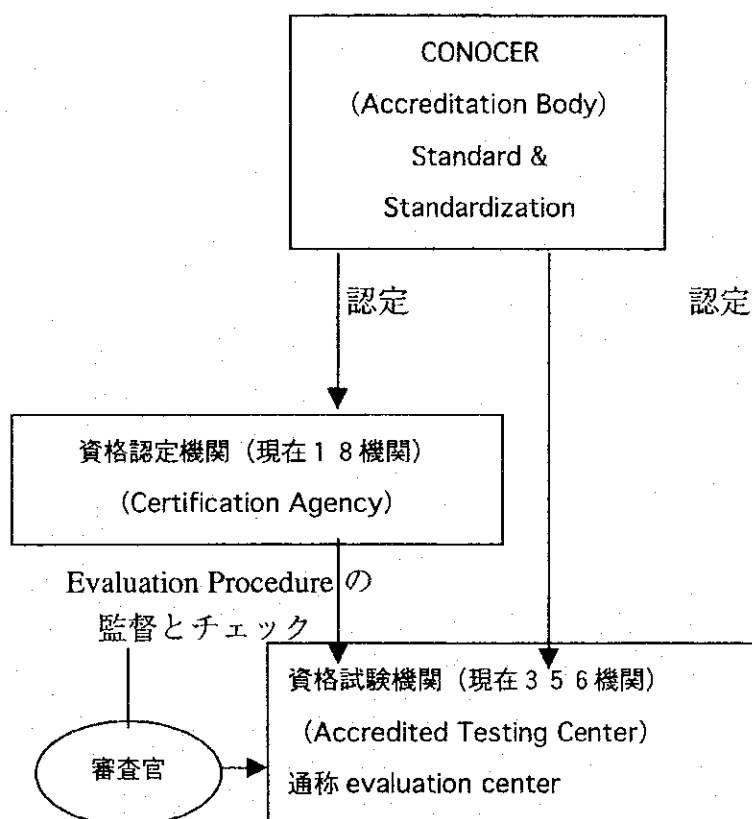 CONOCER
(Accreditation Body)
Standard &
Standardization
認定
認定
資格認定機関（現在１８機関）
(Certification Agency)
Evaluation Procedure の
監督とチェック
資格試験機関（現在３５６機関）
(Accredited Testing Center)
通称 evaluation center
審査官